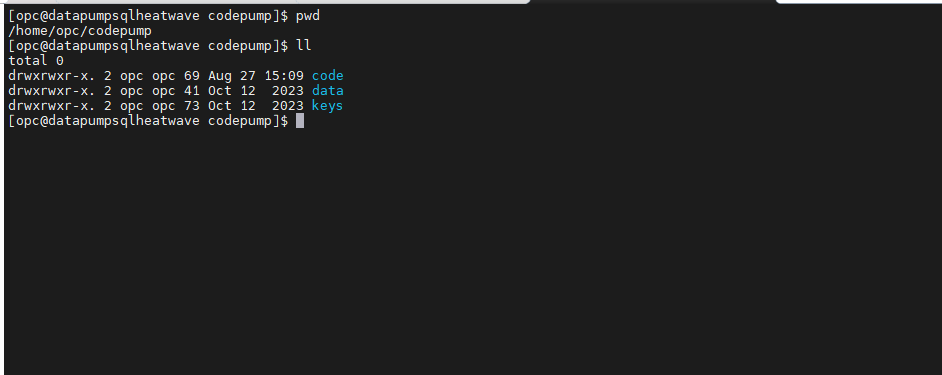 [opc@datapumpsqlheatwave codepump]$ pwd
/home/opc/codepump
[opc@datapumpsqlheatwave codepump]$ ll
total 0
drwxrwxr-x. 2 opc opc 69 Aug 27 15:09 code
drwxrwxr-x. 2 opc opc 41 Oct 12  2023 data
drwxrwxr-x. 2 opc opc 73 Oct 12  2023 keys
[opc@datapumpsqlheatwave codepump]$